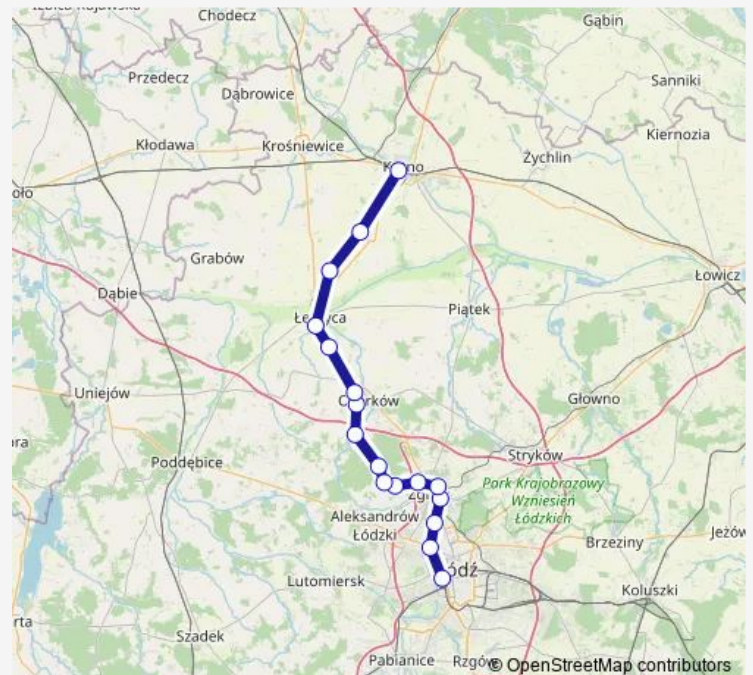 Chodecz
Gąbin
Przedecz
Dąbrowice
Sanniki
Kłodawa
Krośniewice
Żychlin
Kiernozia
Grabów
Łowicz
Dąbie
Piątek
Uniejów
Głowno
Poddębice
Stryków
Park Krajobrazowy
Wzniesień
Łódzkich
Aleksandrów
Łódzki
Brzeziny
Jeżów
Lutomiersk
Koluszki
Szadek
Pabianice
© OpenStreetMap contributors